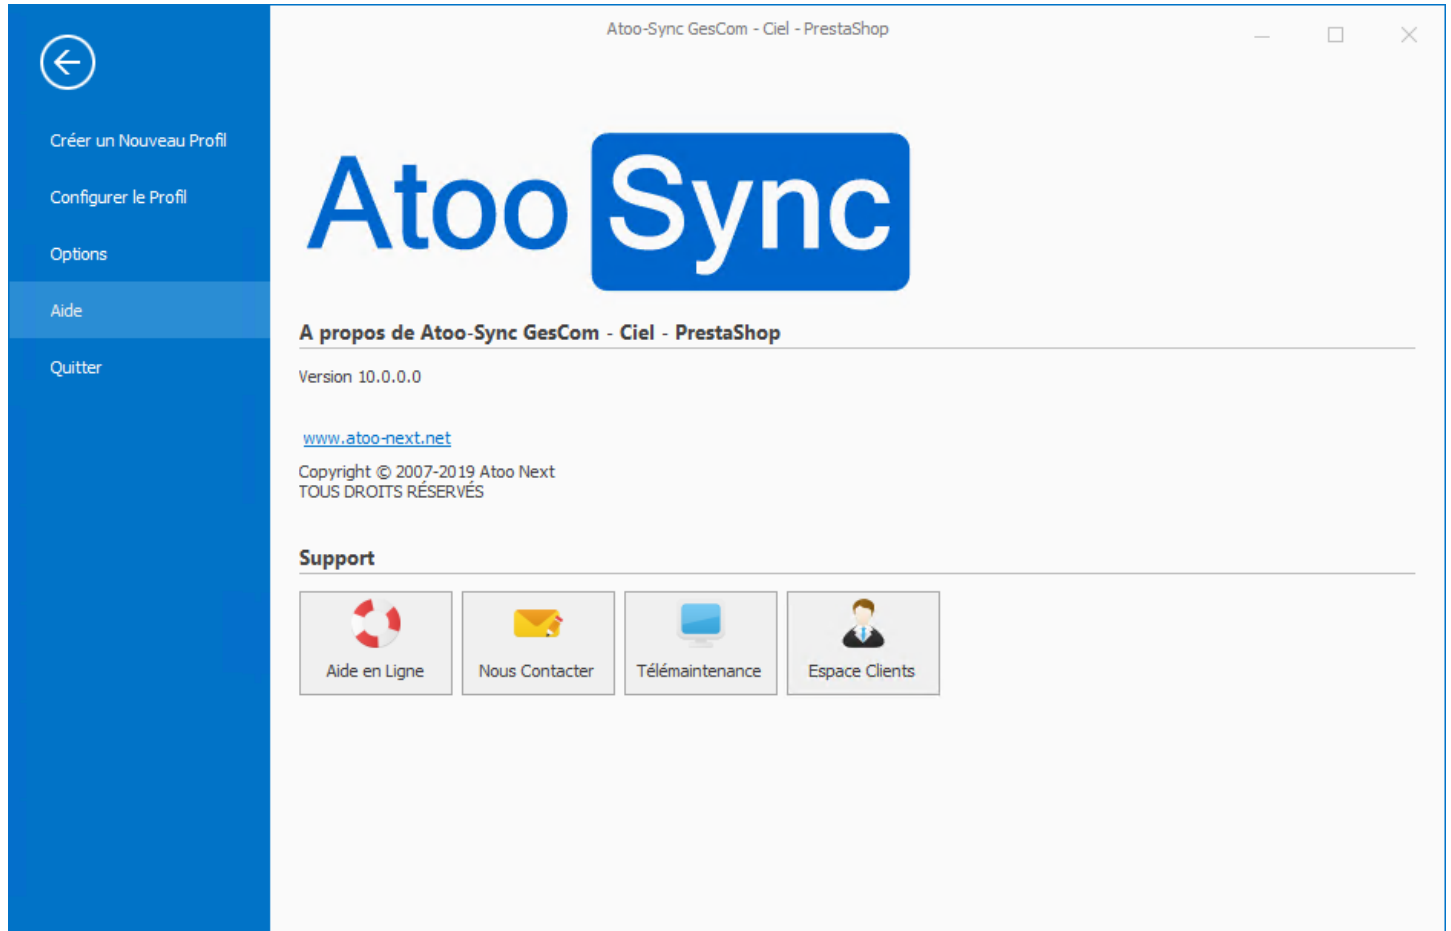 Atoo-Sync GesCom - Ciel - PrestaShop
Créer un Nouveau Profil
Configurer le Profil
Options
Aide
Quitter
Atoo Sync
A propos de Atoo-Sync GesCom - Ciel - PrestaShop
Version 10.0.0.0
www.atoo-next.net
Copyright © 2007-2019 Atoo Next
TOUS DROITS RÉSERVÉS
Support
Aide en Ligne
Nous Contacter
Télémaintenance
Espace Clients